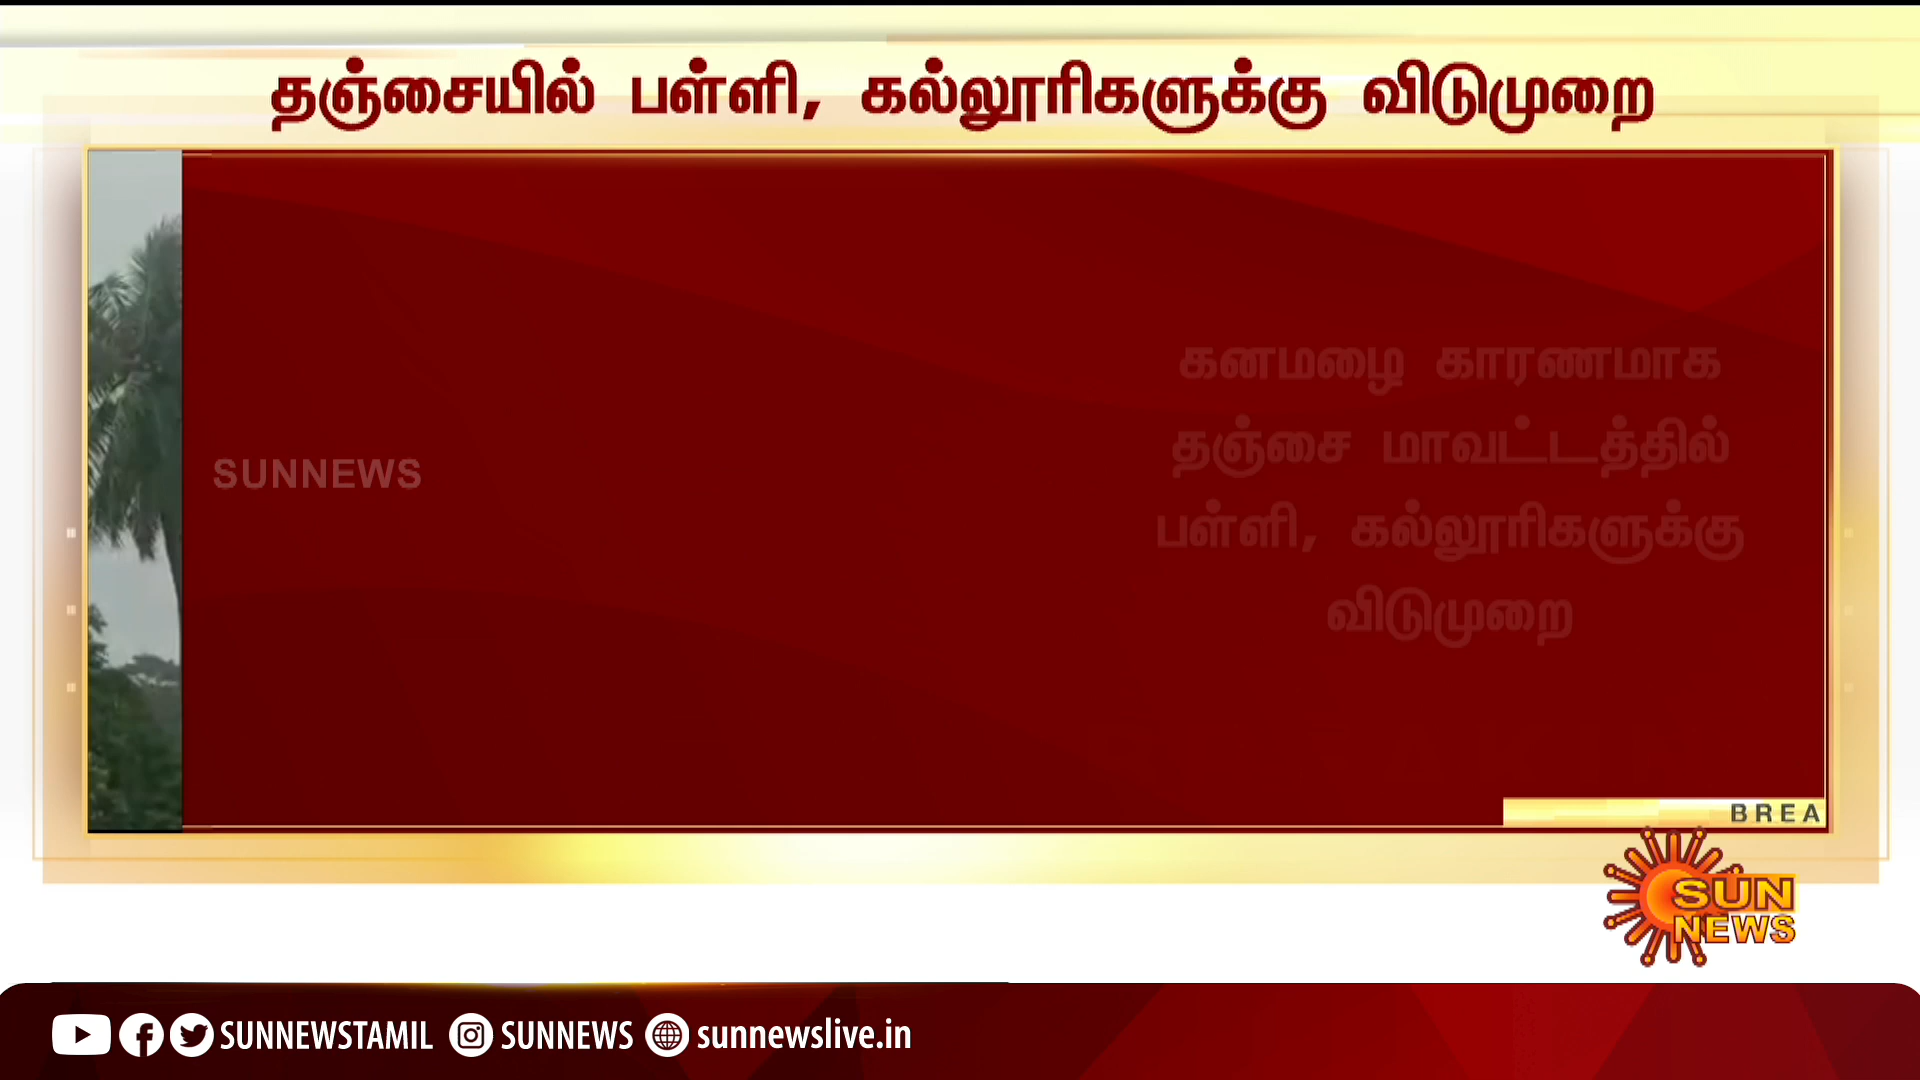 தஞ்சையில் பள்ளி, கல்லூரிகளுக்கு விடுமுறை
SUNNEWS
கனமழை காரணமாக
தஞ்சை மாவட்டத்தில்
பள்ளி, கல்லூரிகளுக்கு
விடுமுறை
BREA
SUN
NEWS
SUNNEWSTAMIL SUNNEWS sunnewslive.in